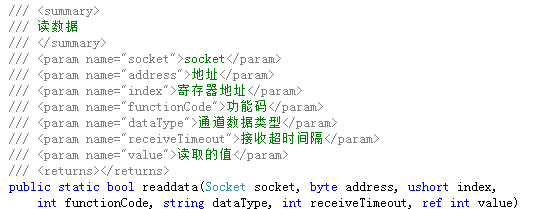 /// <summary>
/// 读数据
/// </summary>
/// <param name="socket">socket</param>
/// <param name="address">地址</param>
/// <param name="index">寄存器地址</param>
/// <param name="functionCode">功能码</param>
/// <param name="dataType">通道数据类型</param>
/// <param name="receiveTimeout">接收超时间隔</param>
/// <param name="value">读取的值</param>
/// <returns></returns>
public static bool readdata(Socket socket, byte address, ushort index,
int functionCode, string dataType, int receiveTimeout, ref int value)